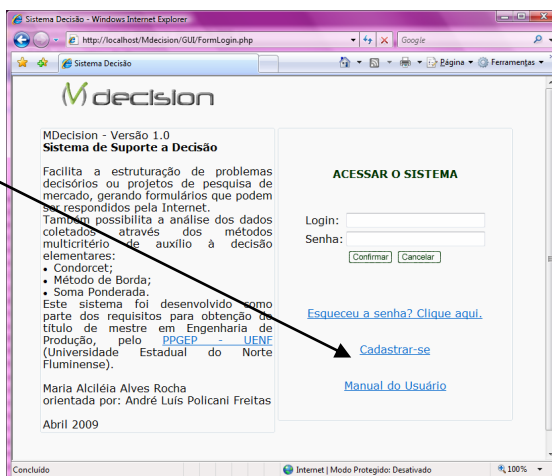 Sistema Decisão - Windows Internet Explorer
http://localhost/Mdecision/GUI/FormLogin.php
Google
Sistema Decisão
Página
Ferramentas
Mdecision
MDecision - Versão 1.0
Sistema de Suporte a Decisão
Facilita a estruturação de problemas
decisórios ou projetos de pesquisa de
mercado, gerando formulários que podem
ser respondidos pela Internet.
Também possibilita a análise dos dados
coletados através dos métodos
multicritério de auxílio à decisão
elementares:
• Condorcet;
• Método de Borda;
• Soma Ponderada.
Este sistema foi desenvolvido como
parte dos requisitos para obtenção do
título de mestre em Engenharia de
Produção, pelo PPGEP - UENF
(Universidade Estadual do Norte
Fluminense).
Maria Alciléia Alves Rocha
orientada por: André Luís Policani Freitas
Abril 2009
ACESSAR O SISTEMA
Login:
Senha:
Confirmar Cancelar
Esqueceu a senha? Clique aqui.
Cadastrar-se
Manual do Usuário
Concluído
Internet | Modo Protegido: Desativado
100%